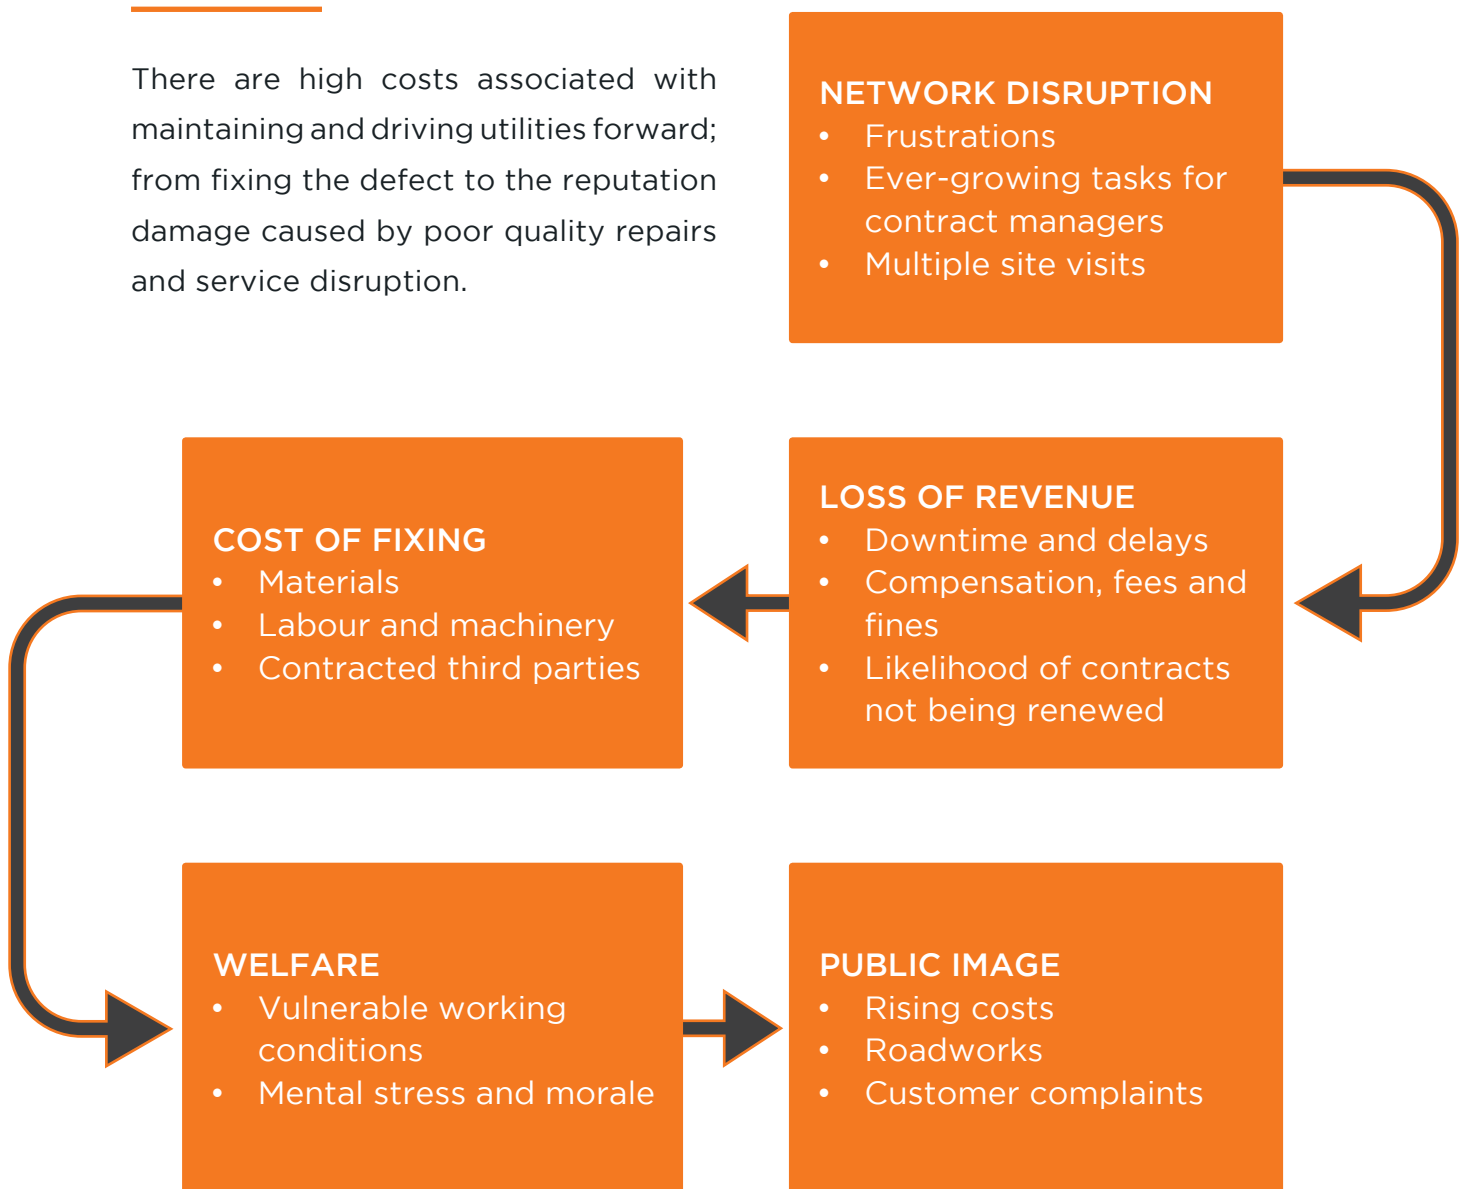 There are high costs associated with
maintaining and driving utilities forward;
from fixing the defect to the reputation
damage caused by poor quality repairs
and service disruption.
NETWORK DISRUPTION
• Frustrations
• Ever-growing tasks for
contract managers
• Multiple site visits
LOSS OF REVENUE
• Downtime and delays
• Compensation, fees and
fines
• Likelihood of contracts
not being renewed
COST OF FIXING
• Materials
• Labour and machinery
• Contracted third parties
WELFARE
• Vulnerable working
conditions
• Mental stress and morale
PUBLIC IMAGE
• Rising costs
• Roadworks
• Customer complaints